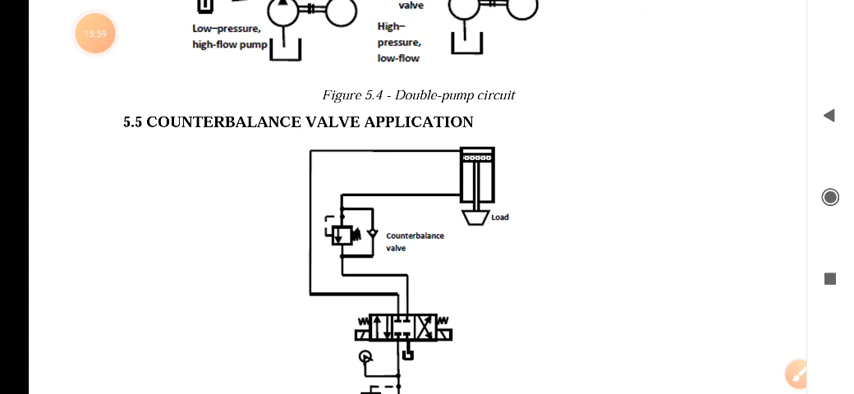 valve
Low-pressure,
high-flow pump
High-
pressure,
low-flow
15:59
Figure 5.4 - Double-pump circuit
5.5 COUNTERBALANCE VALVE APPLICATION
Load
Counterbalance
valve